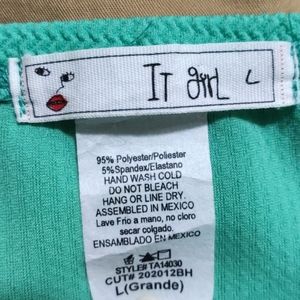 IT girl L
95% Polyester/Poliester
5%Spandex/Elastano
HAND WASH COLD
DO NOT BLEACH
HANG OR LINE DRY.
ASSEMBLED IN MEXICO
Lave Frio a mano, no cloro
secar colgado.
ENSAMBLADO EN MEXICO
STYLE# TA14030
CUT# 202012BH
L(Grande)